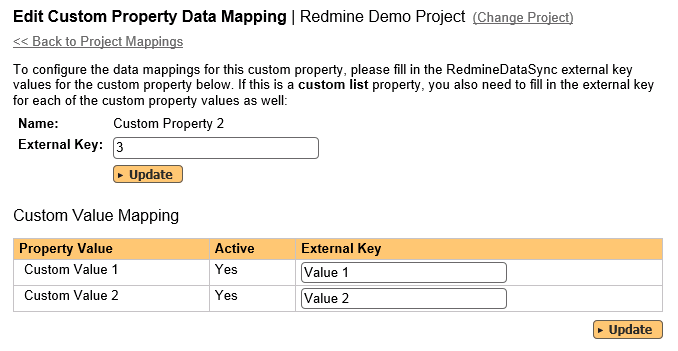 Edit Custom Property Data Mapping | Redmine Demo Project (Change Project)
<< Back to Project Mappings
To configure the data mappings for this custom property, please fill in the RedmineDataSync external key
values for the custom property below. If this is a custom list property, you also need to fill in the external key
for each of the custom property values as well:
Name: Custom Property 2
External Key: 3
Update
Custom Value Mapping
Property Value Active External Key
Custom Value 1 Yes Value 1
Custom Value 2 Yes Value 2
Update